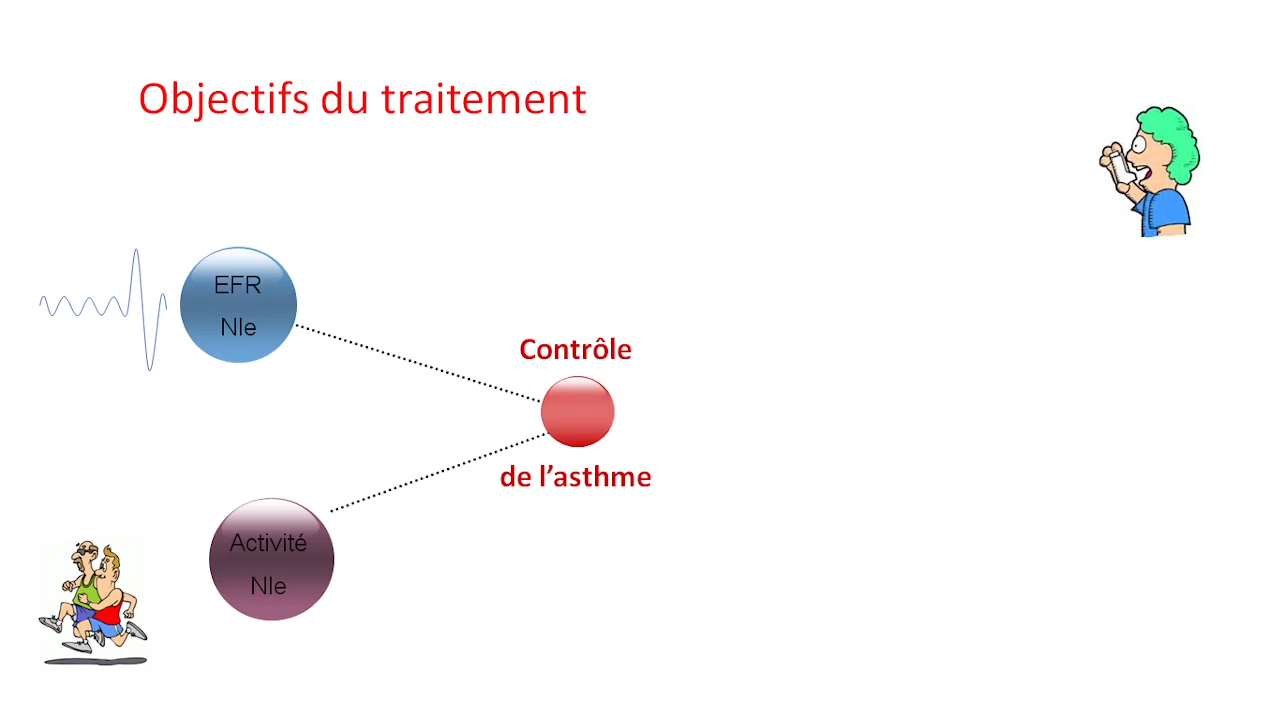 Objectifs du traitement
EFR
Nle
Contrôle
de l’asthme
Activité
Nle